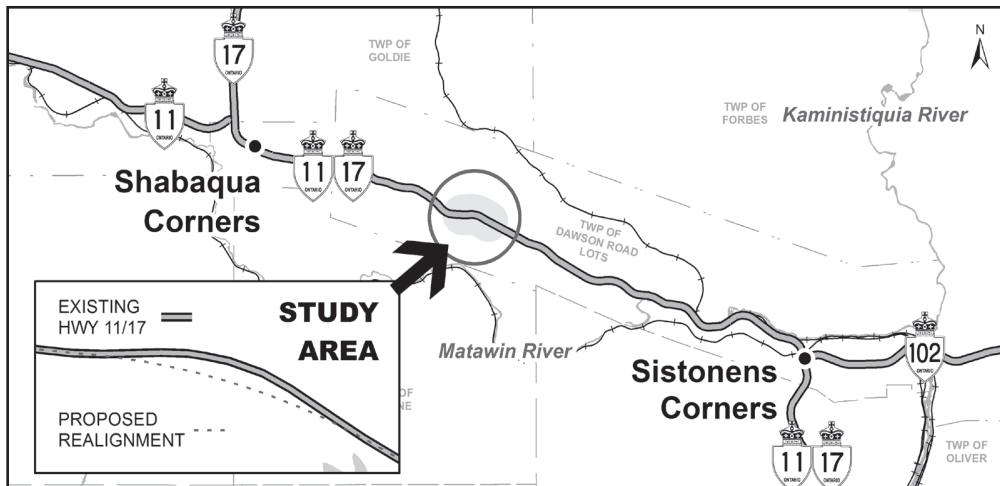 17
ONTARIO
TWP OF
GOLDIE
N
11
ONTARIO
TWP OF
FORBES
Kaministiquia River
Shabaqua
Corners
11
ONTARIO
17
ONTARIO
TWP OF
DAWSON ROAD
LOTS
EXISTING
HWY 11/17
STUDY
AREA
PROPOSED
REALIGNMENT
Matawin River
OF
NE
Sistonens
Corners
102
ONTARIO
11
ONTARIO
17
ONTARIO
TWP OF
OLIVER